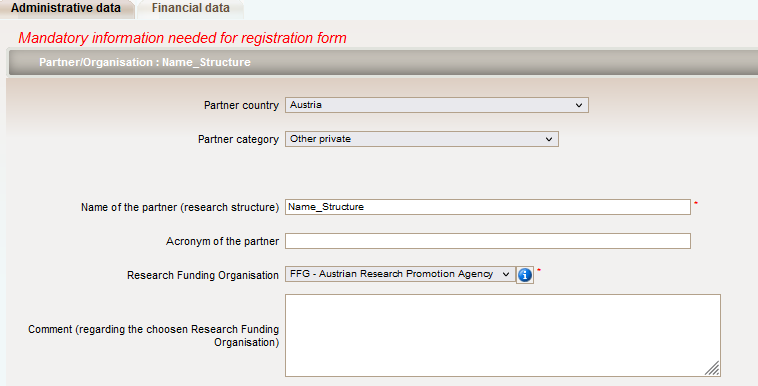 Administrative data
Financial data
Mandatory information needed for registration form
Partner/Organisation : Name_Structure
Partner country
Austria
Partner category
Other private
Name of the partner (research structure)
Name_Structure
*
Acronym of the partner
Research Funding Organisation
FFG - Austrian Research Promotion Agency
i
*
Comment (regarding the choosen Research Funding
Organisation)